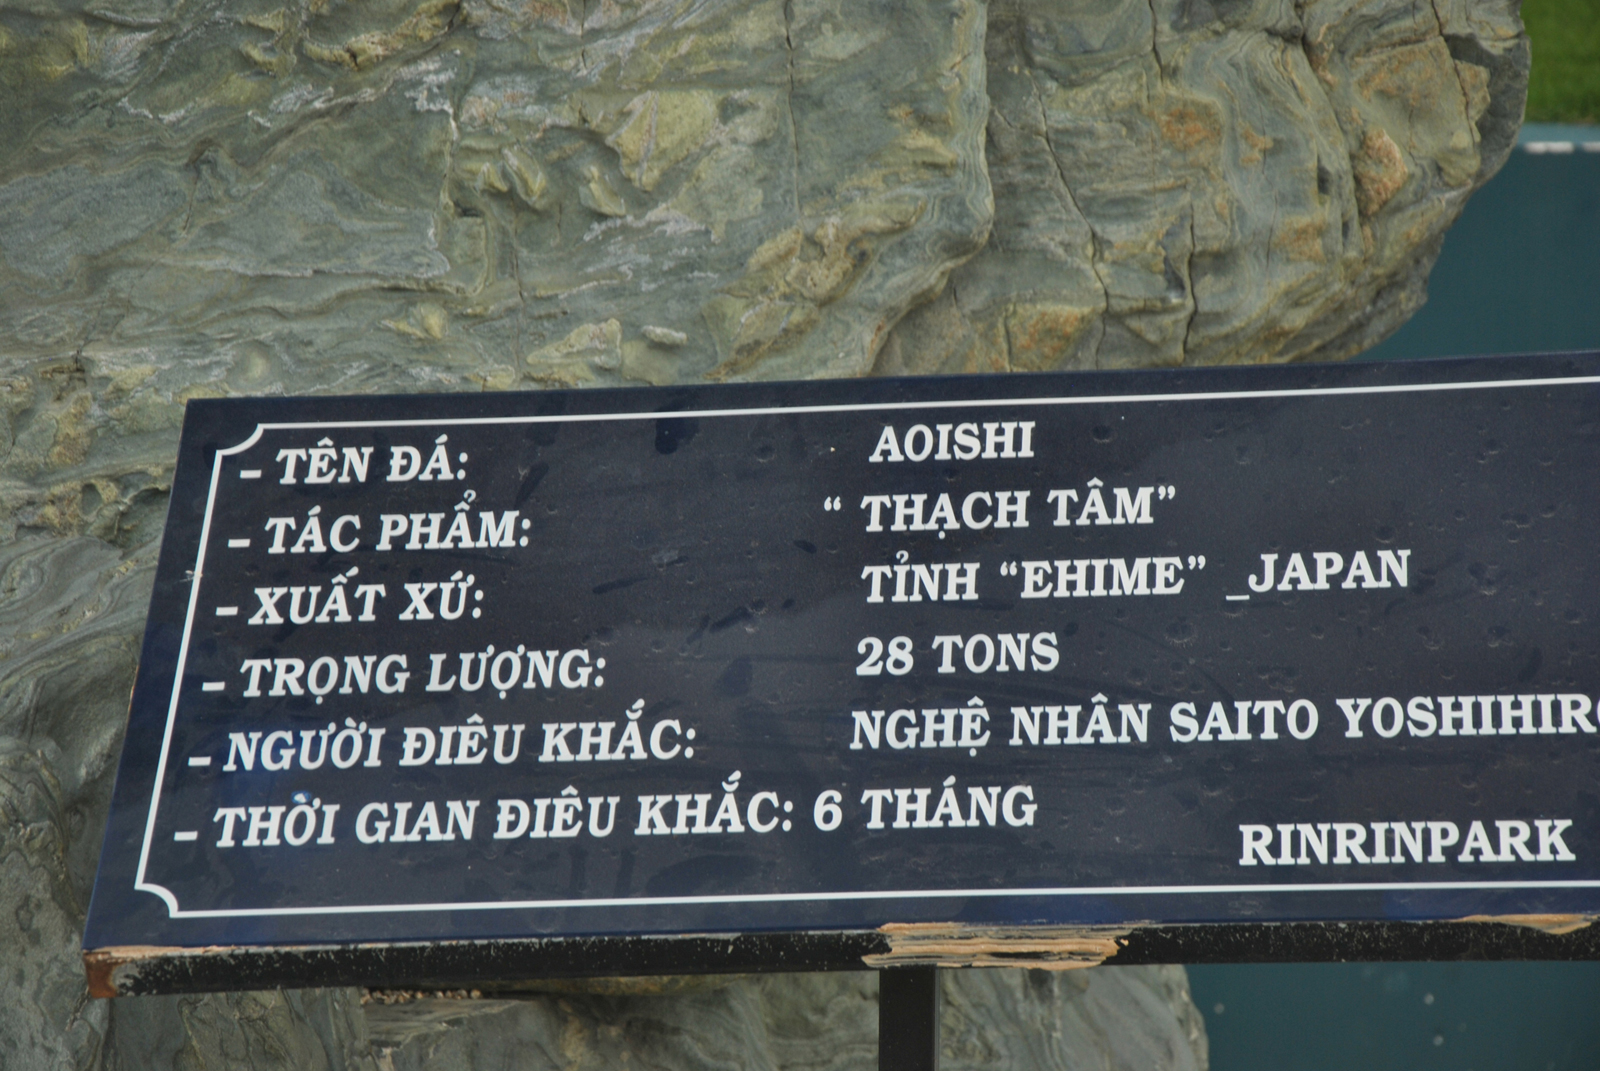 - TÊN ĐÁ: AOISHI
- TÁC PHẨM: “ THẠCH TÂM”
- XUẤT XỨ: TỈNH “EHIME” _JAPAN
- TRỌNG LƯỢNG: 28 TONS
- NGƯỜI ĐIÊU KHẮC: NGHỆ NHÂN SAITO YOSHIHIRO
- THỜI GIAN ĐIÊU KHẮC: 6 THÁNG
RINRINPARK